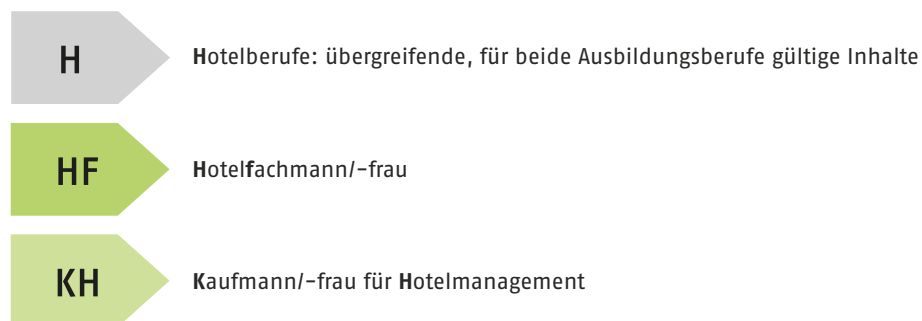 H Hotelberufe: übergreifende, für beide Ausbildungsberufe gültige Inhalte
HF Hotelfachmann/-frau
KH Kaufmann/-frau für Hotelmanagement